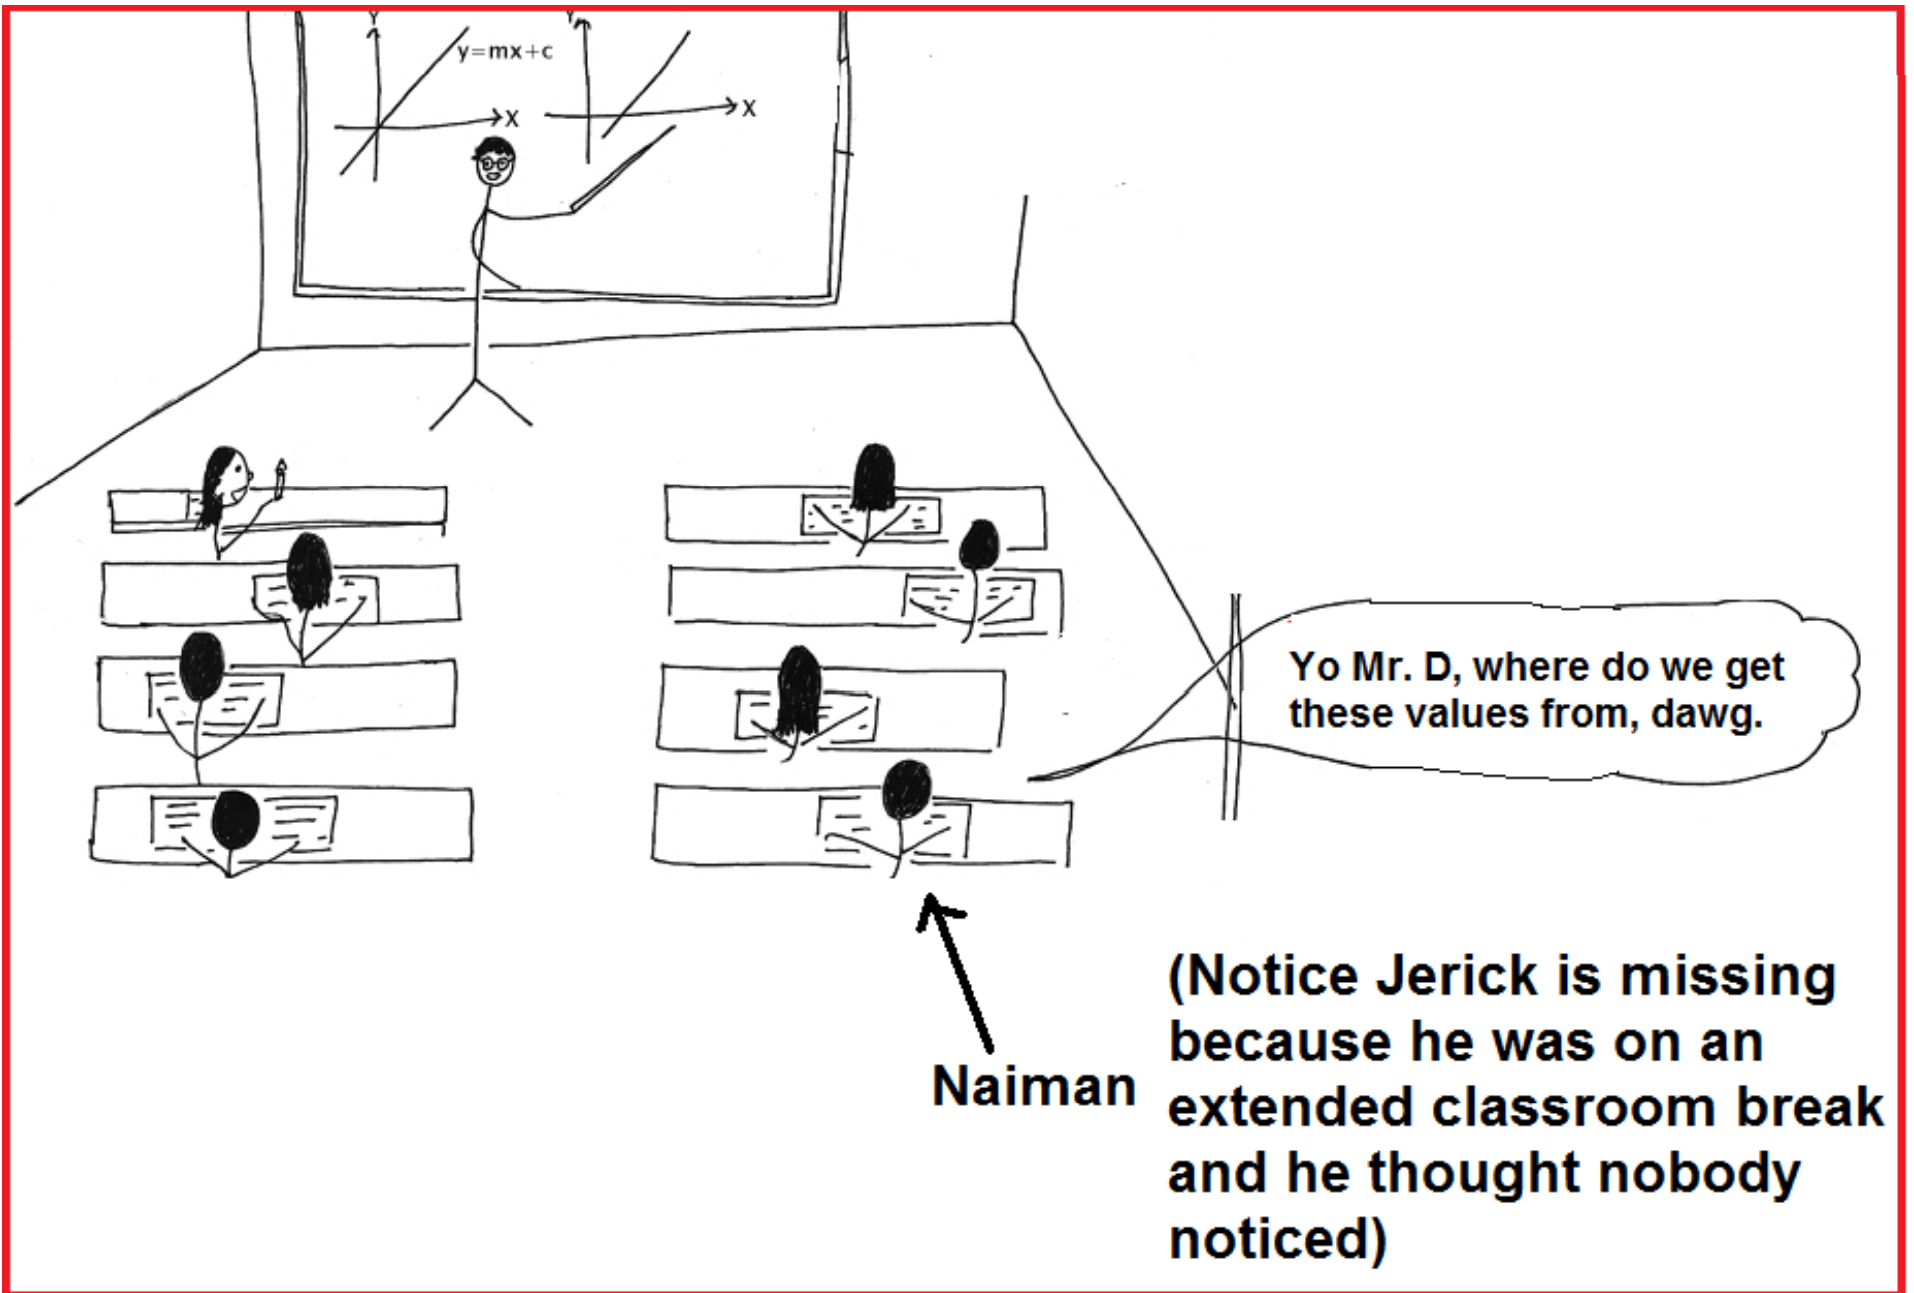 Y
y=mx+c
X
Y
X
Yo Mr. D, where do we get
these values from, dawg.
Naiman
(Notice Jerick is missing
because he was on an
extended classroom break
and he thought nobody
noticed)